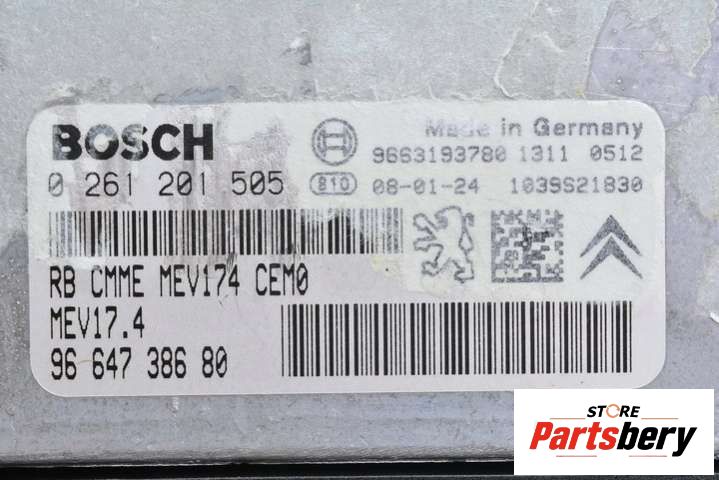 BOSCH
Made in Germany
9663193780 1311 0512
0 261 201 505
B10 08-01-24 1039S21830
RB CMME MEV174 CEM0
MEV17.4
96 647 386 80
STORE
Partsbery